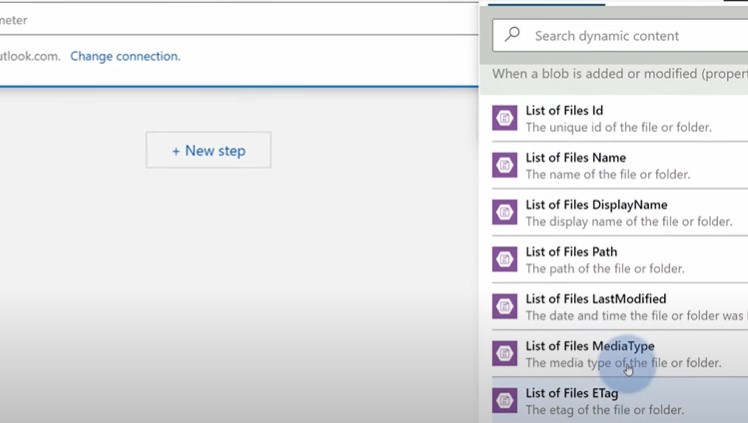 meter
utlook.com. Change connection.
+ New step
Search dynamic content
When a blob is added or modified (propert
List of Files Id
The unique id of the file or folder.
List of Files Name
The name of the file or folder.
List of Files DisplayName
The display name of the file or folder.
List of Files Path
The path of the file or folder.
List of Files LastModified
The date and time the file or folder was
List of Files MediaType
The media type of the file or folder.
List of Files ETag
The etag of the file or folder.